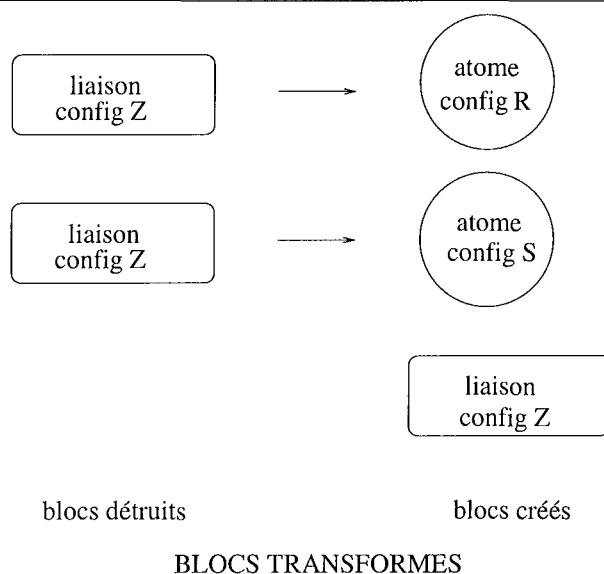 liaison
config Z
atome
config R
liaison
config Z
atome
config S
liaison
config Z
blocs détruits
blocs créés
BLOCS TRANSFORMES